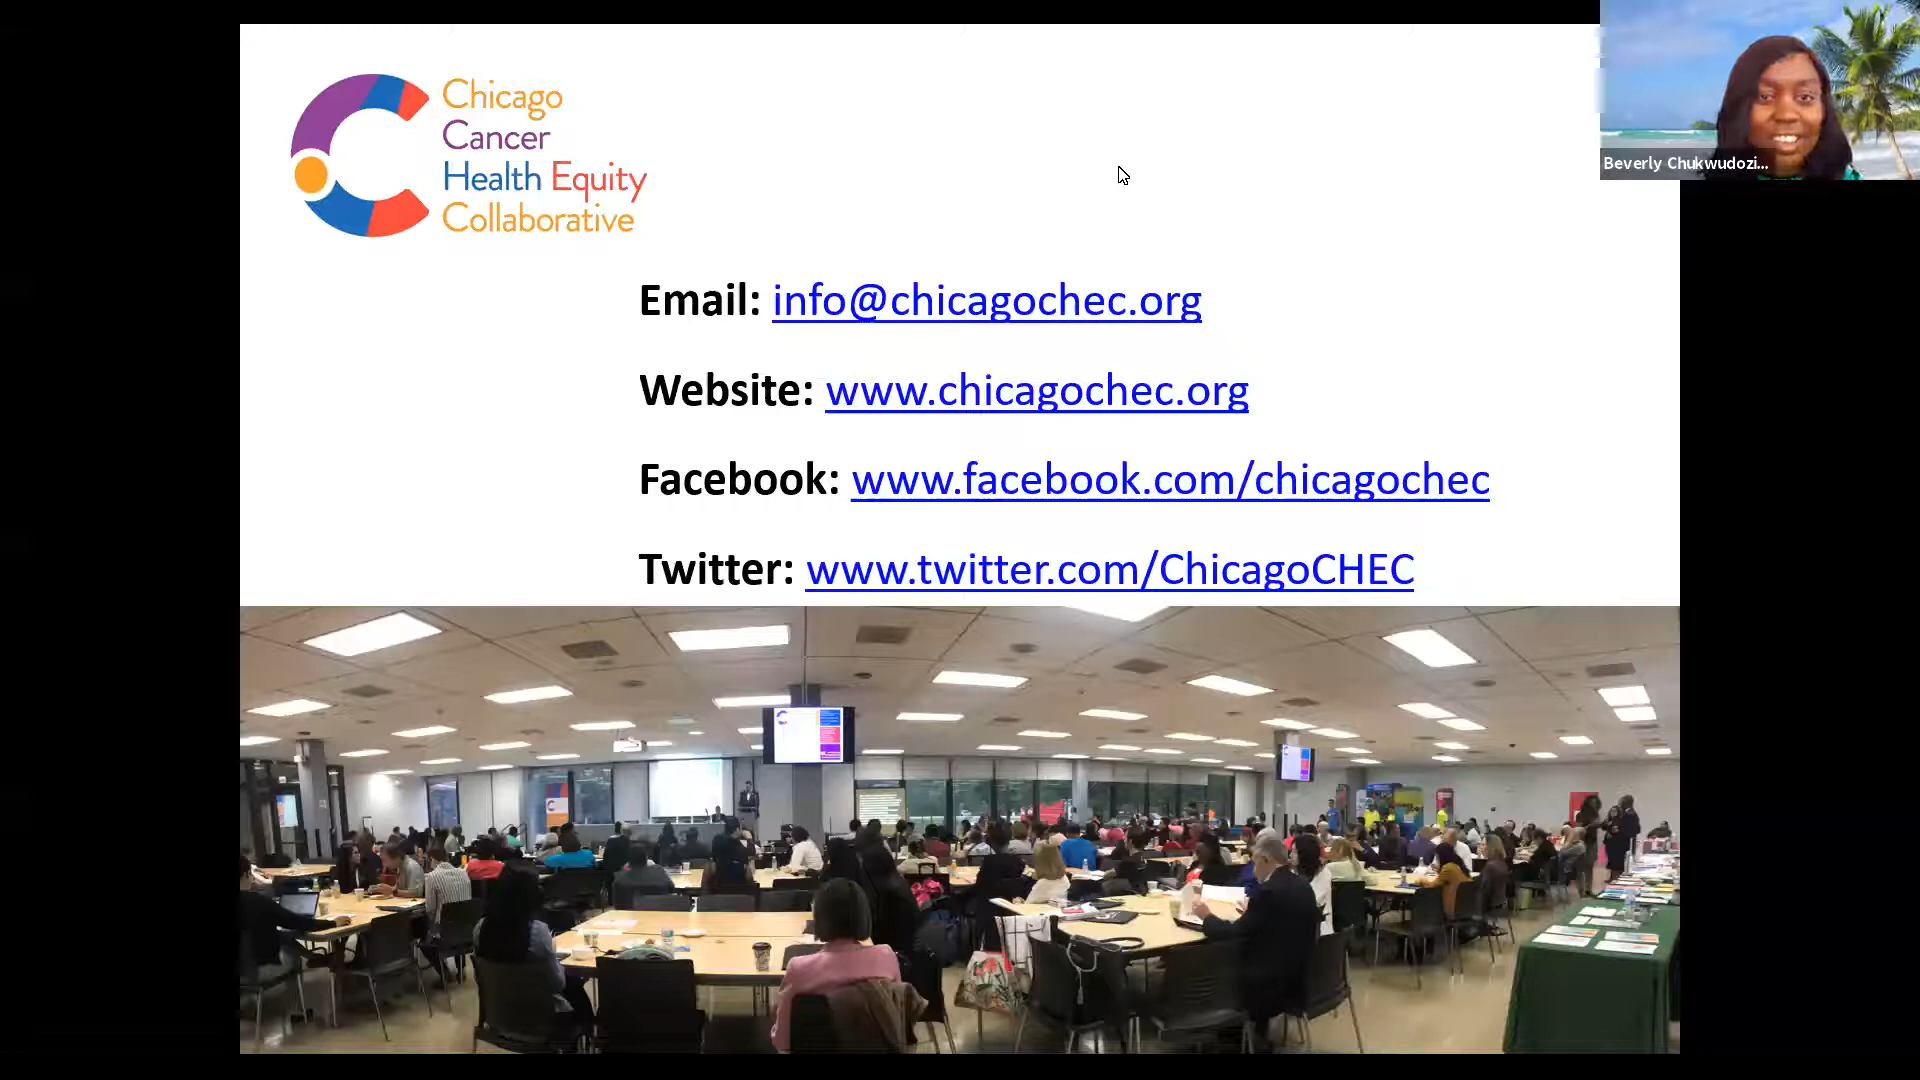 Chicago
Cancer
Health Equity
Collaborative
Beverly Chukwudozi...
Email: info@chicagochec.org
Website: www.chicagochec.org
Facebook: www.facebook.com/chicagochec
Twitter: www.twitter.com/ChicagoCHEC